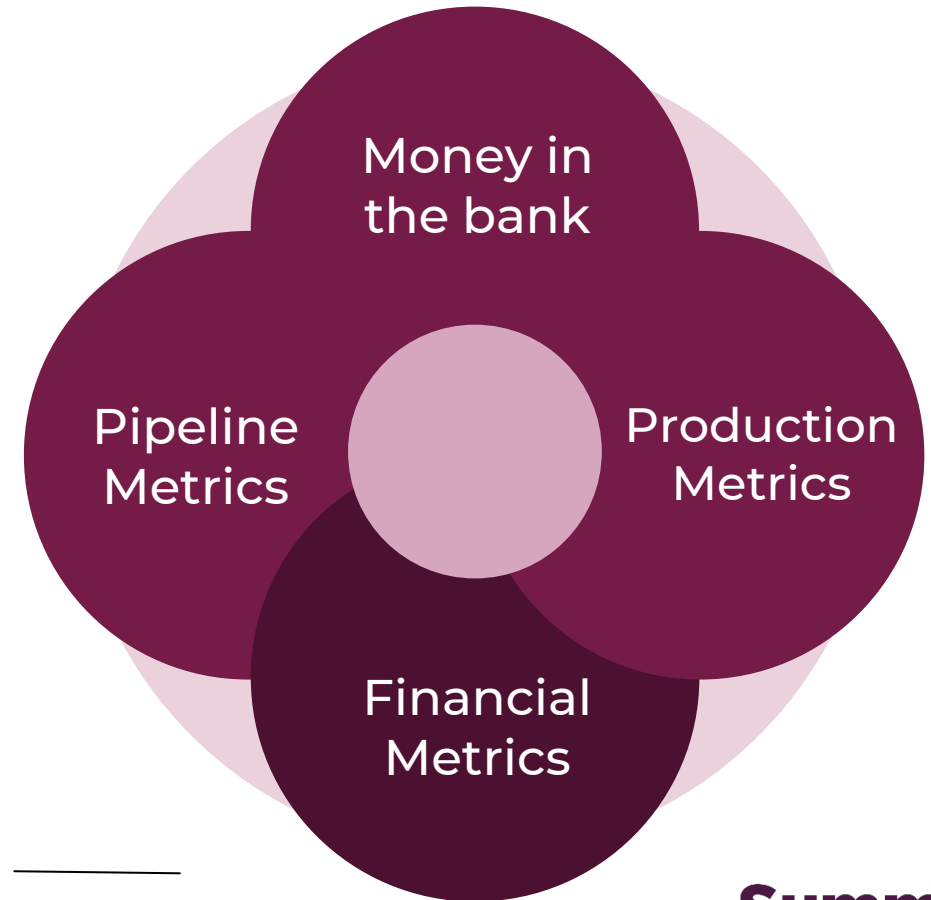 Money in
the bank
Pipeline
Metrics
Production
Metrics
Financial
Metrics